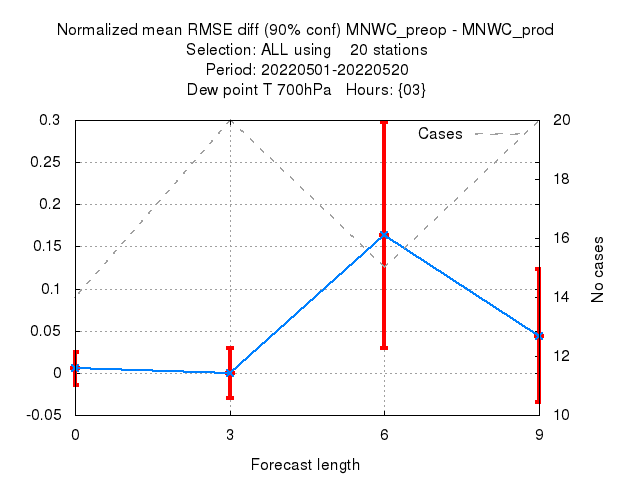 Normalized mean RMSE diff (90% conf) MNWC_preop - MNWC_prod
Selection: ALL using    20 stations
Period: 20220501-20220520
Dew point T 700hPa   Hours: {03}
Cases
0.3
0.25
0.2
0.15
0.1
0.05
0
-0.05
20
18
16
14
12
10
No cases
0 3 6 9
Forecast length